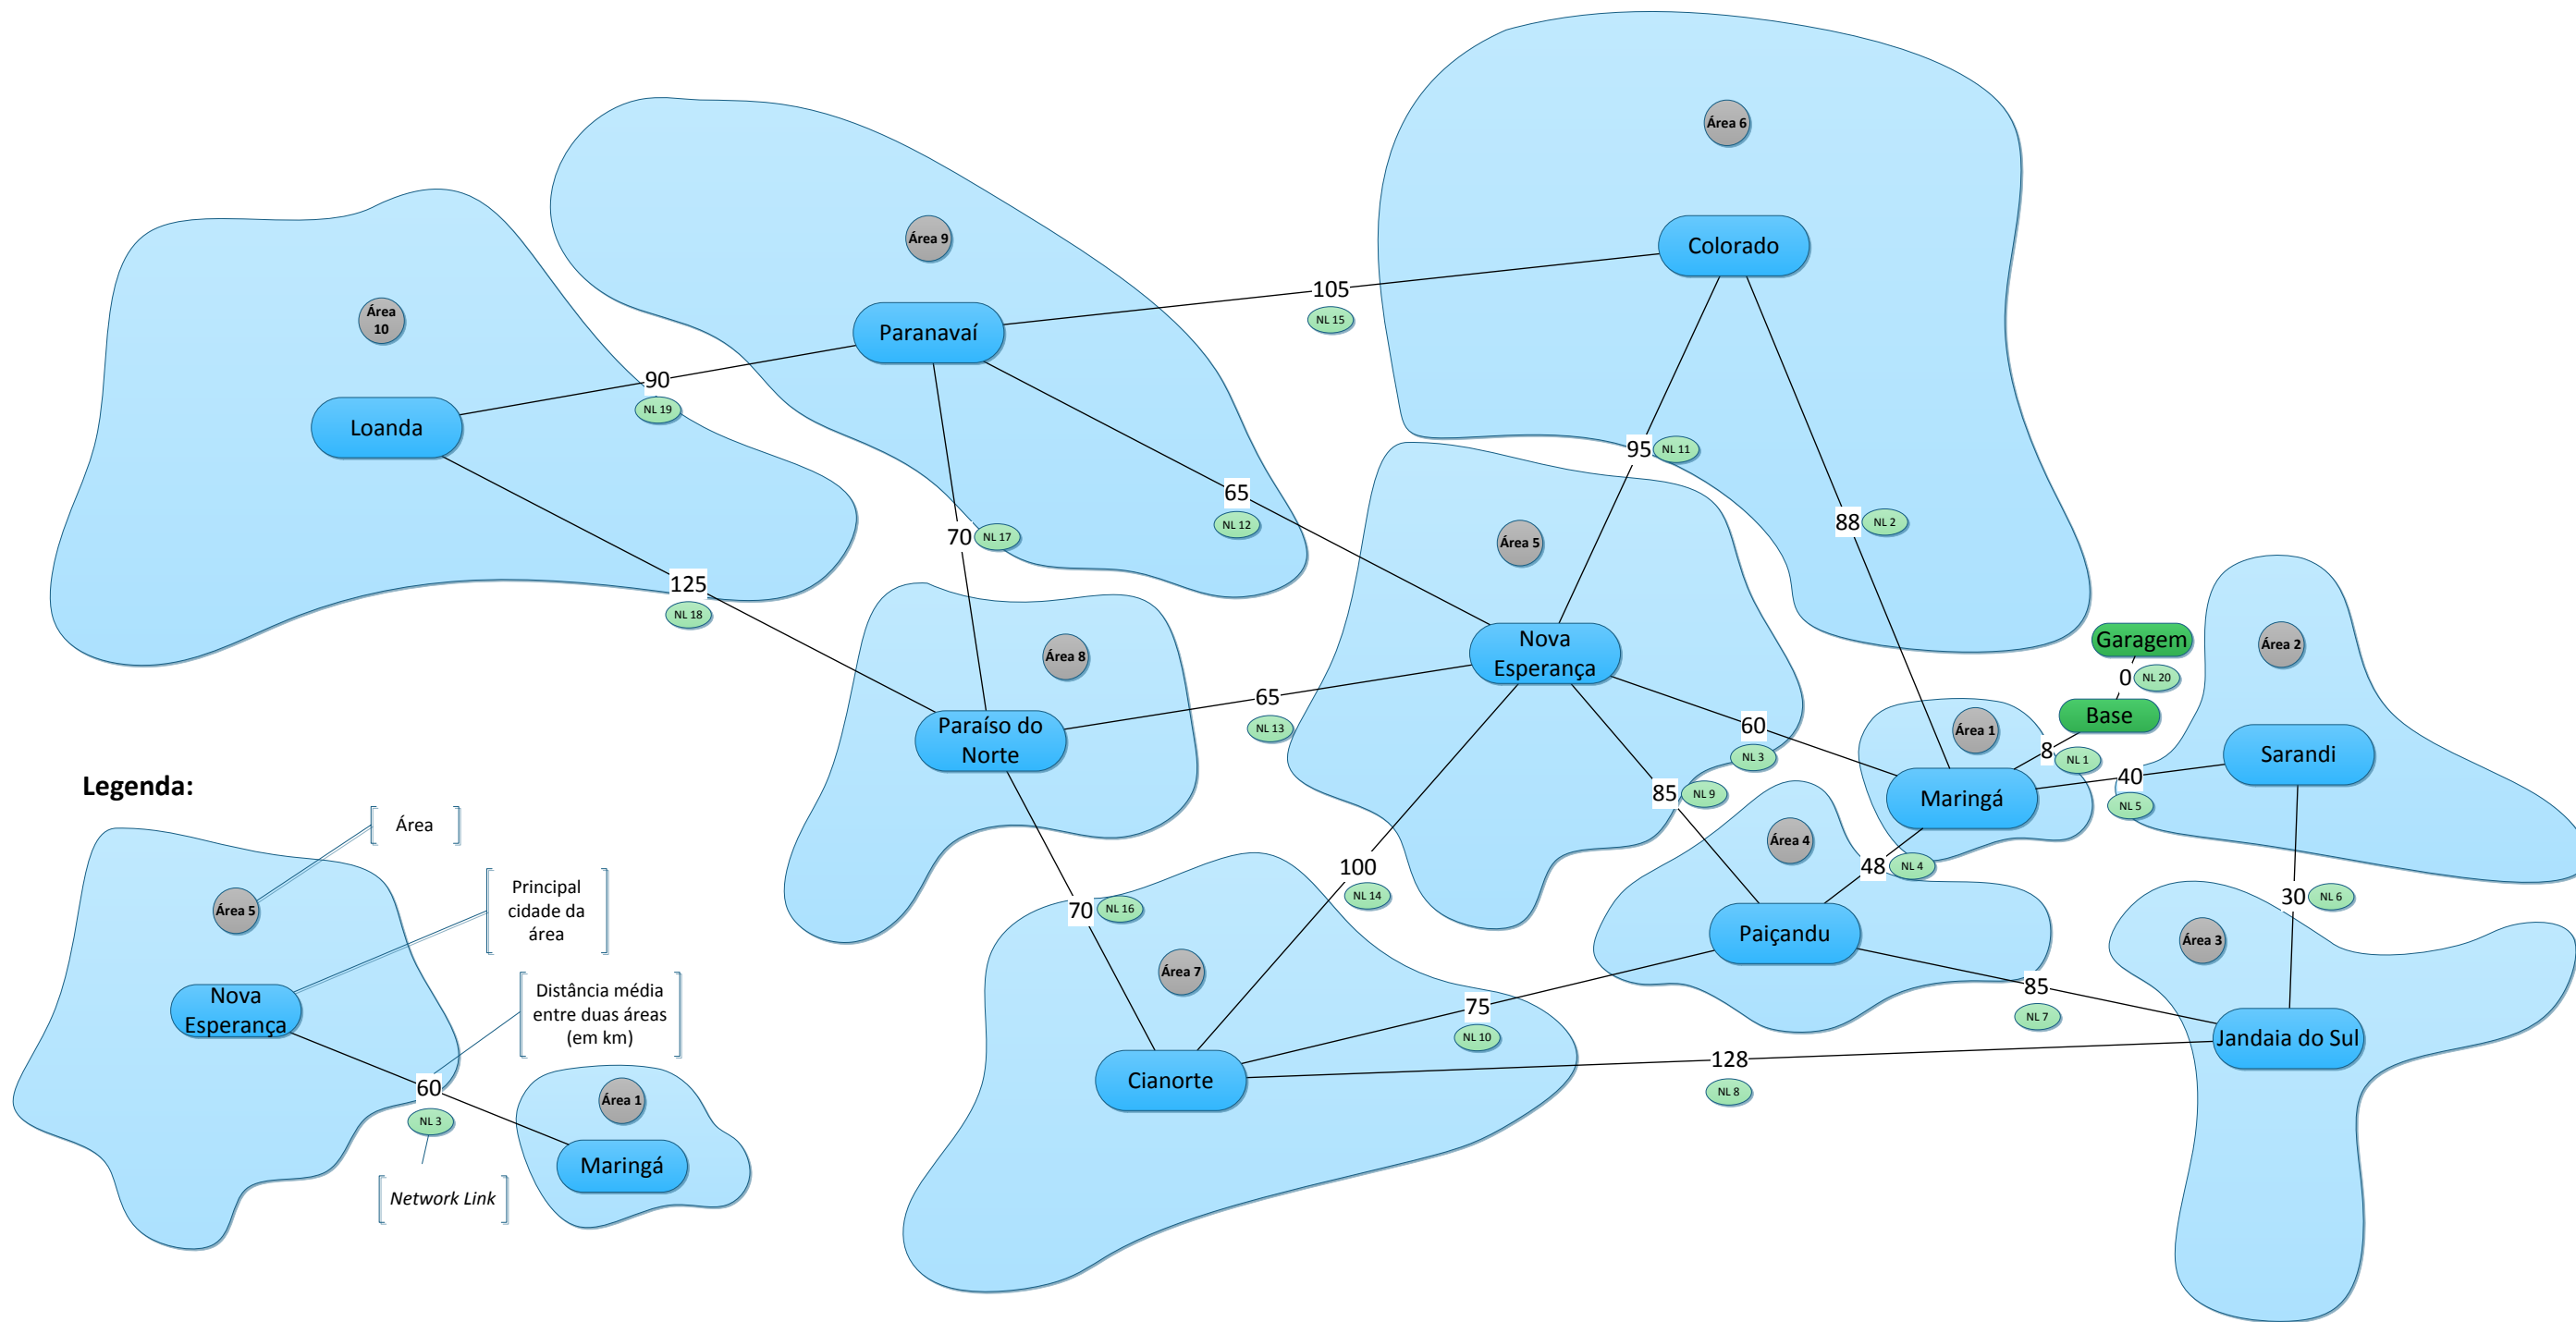 Área 6
Colorado
Área 9
Paranavaí
105
NL 15
Área
10
Loanda
90
NL 19
95
NL 11
65
NL 12
88
NL 2
70
NL 17
Área 5
125
NL 18
Nova
Esperança
Área 8
Paraíso do
Norte
65
NL 13
60
NL 3
Garagem
0
NL 20
Base
Área 2
Área 1
8
NL 1
Sarandi
40
NL 5
Maringá
85
NL 9
Área 4
48
NL 4
100
NL 14
30
NL 6
Paiçandu
70
NL 16
Área 7
Área 3
75
NL 10
85
NL 7
Jandaia do Sul
128
NL 8
Cianorte
Legenda:
Área
Área 5
Principal
cidade da
área
Nova
Esperança
Distância média
entre duas áreas
(em km)
60
NL 3
Área 1
Maringá
Network Link